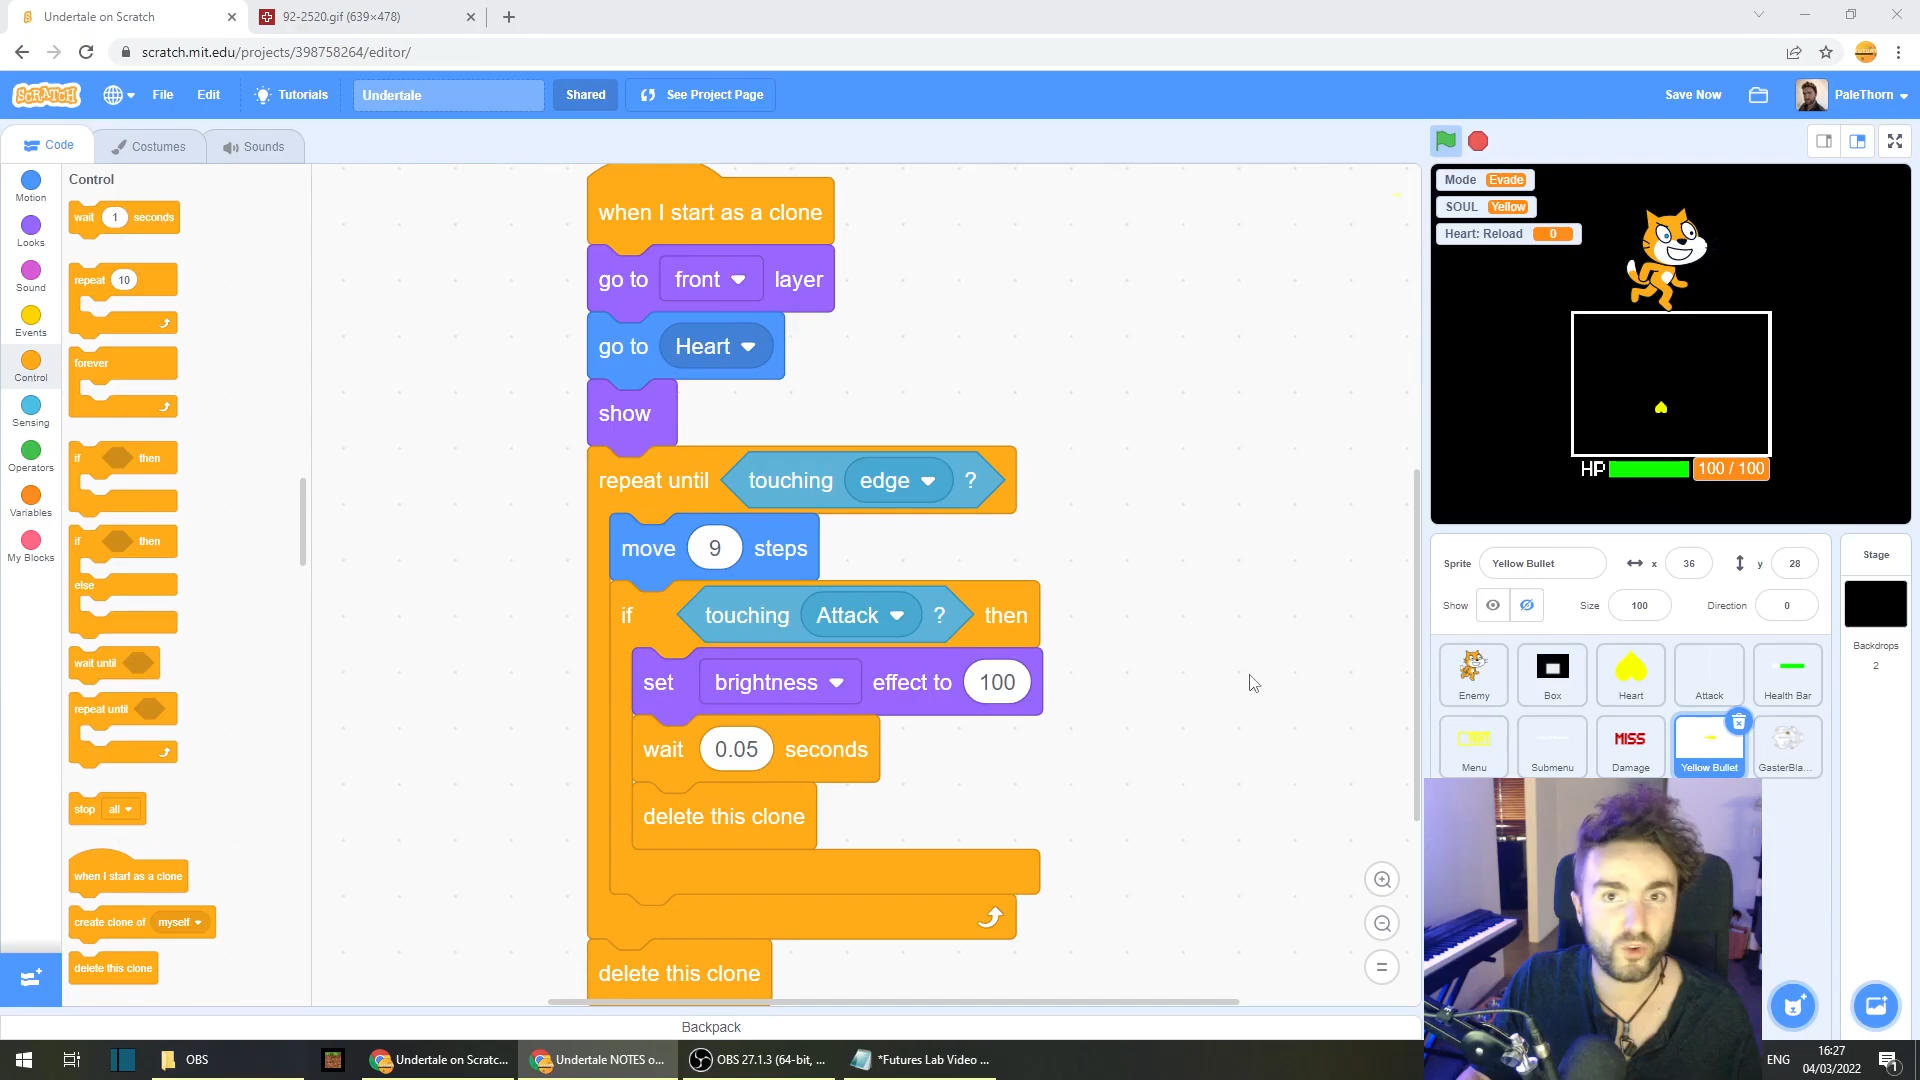 Undertale on Scratch
92-2520.gif (639×478)
scratch.mit.edu/projects/398758264/editor/
SCRATCH
File
Edit
Tutorials
Undertale
Shared
See Project Page
Save Now
PaleThorn
Code
Costumes
Sounds
Motion
Looks
Sound
Events
Control
Sensing
Operators
Variables
My Blocks
Control
wait 1 seconds
repeat 10
forever
if then
if then
else
wait until
repeat until
stop all
when I start as a clone
create clone of myself
delete this clone
when I start as a clone
go to front layer
go to Heart
show
repeat until touching edge ?
move 9 steps
if touching Attack ? then
set brightness effect to 100
wait 0.05 seconds
delete this clone
delete this clone
Backpack
Mode Evade
SOUL Yellow
Heart: Reload 0
HP 100 / 100
Sprite Yellow Bullet x 36 y 28
Show Size 100 Direction 0
Enemy
Box
Heart
Attack
Health Bar
Menu
Submenu
MISS
Damage
Yellow Bullet
GasterBla...
Stage
Backdrops
2
OBS
Undertale on Scratc...
Undertale NOTES o...
OBS 27.1.3 (64-bit, ...
*Futures Lab Video ...
ENG
16:27
04/03/2022
1